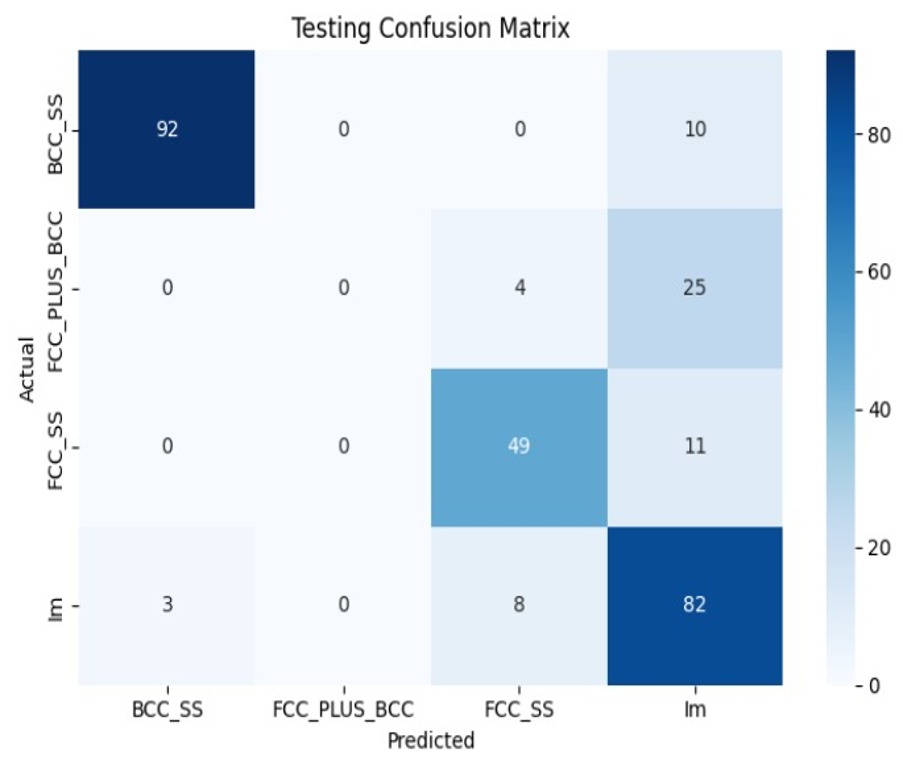 Testing Confusion Matrix
Actual
BCC_SS
92 0 0 10
FCC_PLUS_BCC
0 0 4 25
FCC_SS
0 0 49 11
Im
3 0 8 82
BCC_SS FCC_PLUS_BCC FCC_SS Im
Predicted
80
60
40
20
0